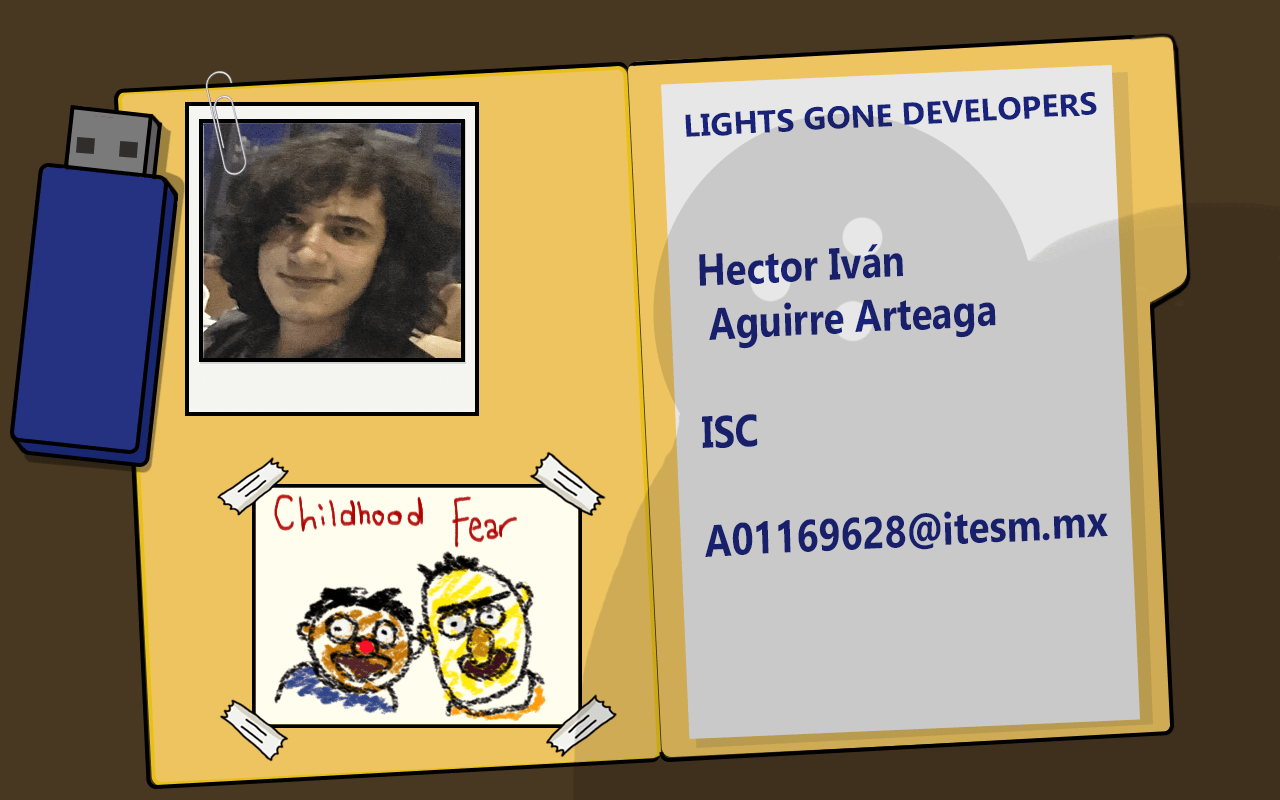 LIGHTS GONE DEVELOPERS
Hector Iván
Aguirre Arteaga
ISC
A01169628@itesm.mx
Childhood Fear